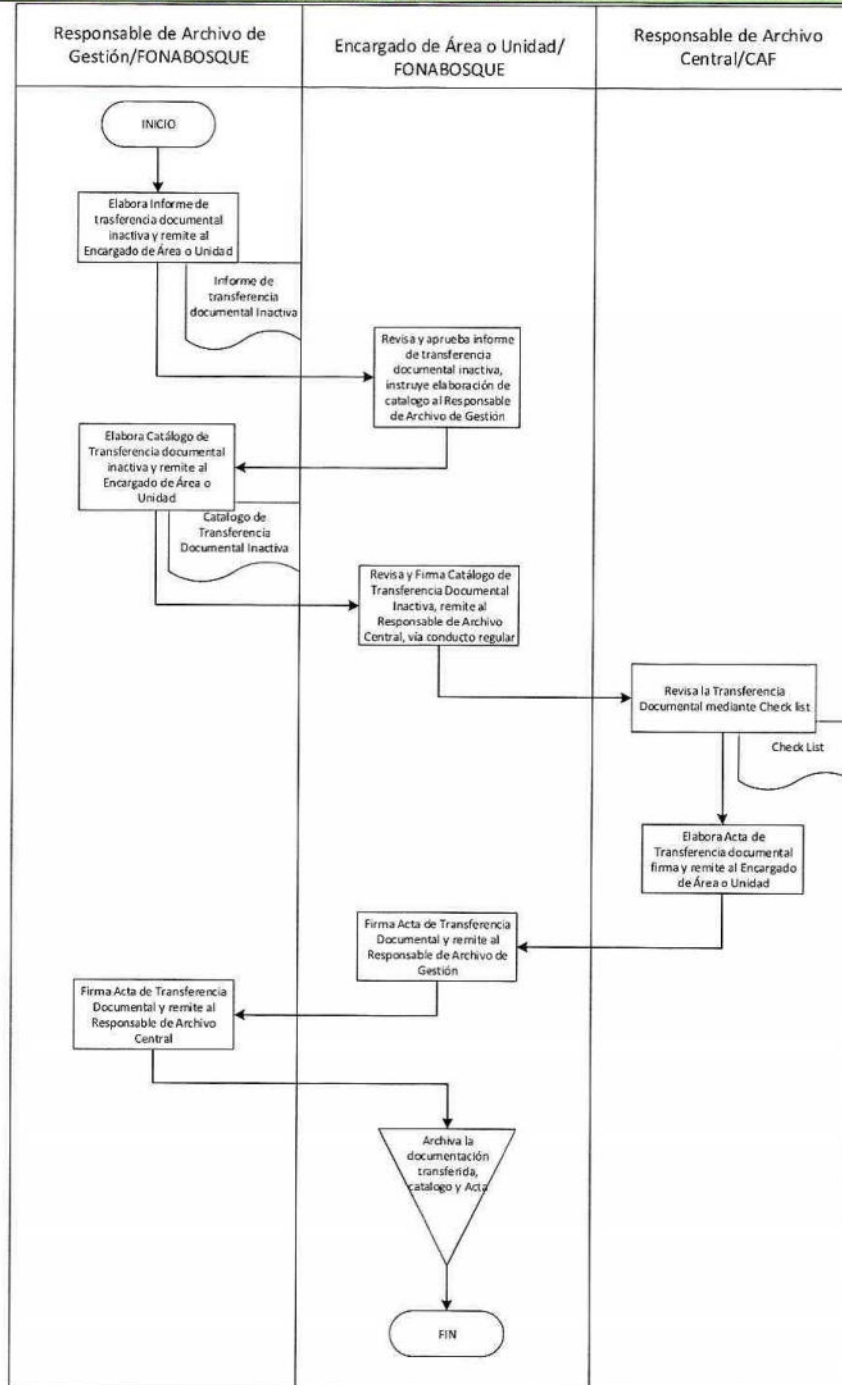 Responsable de Archivo de
Gestión/FONABOSQUE
Encargado de Área o Unidad/
FONABOSQUE
Responsable de Archivo
Central/CAF
INICIO
Elabora Informe de
trasferencia documental
inactiva y remite al
Encargado de Área o Unidad
Informe de
transferencia
documental Inactiva
Revisa y aprueba informe
de transferencia
documental inactiva,
instruye elaboración de
catalogo al Responsable
de Archivo de Gestión
Elabora Catálogo de
Transferencia documental
inactiva y remite al
Encargado de Área o
Unidad
Catalogo de
Transferencia
Documental Inactiva
Revisa y Firma Catálogo de
Transferencia Documental
Inactiva, remite al
Responsable de Archivo
Central, vía conducto regular
Revisa la Transferencia
Documental mediante Check list
Check List
Elabora Acta de
Transferencia documental
firma y remite al Encargado
de Área o Unidad
Firma Acta de Transferencia
Documental y remite al
Responsable de Archivo de
Gestión
Firma Acta de Transferencia
Documental y remite al
Responsable de Archivo
Central
Archiva la
documentación
transferida,
catalogo y Acta
FIN